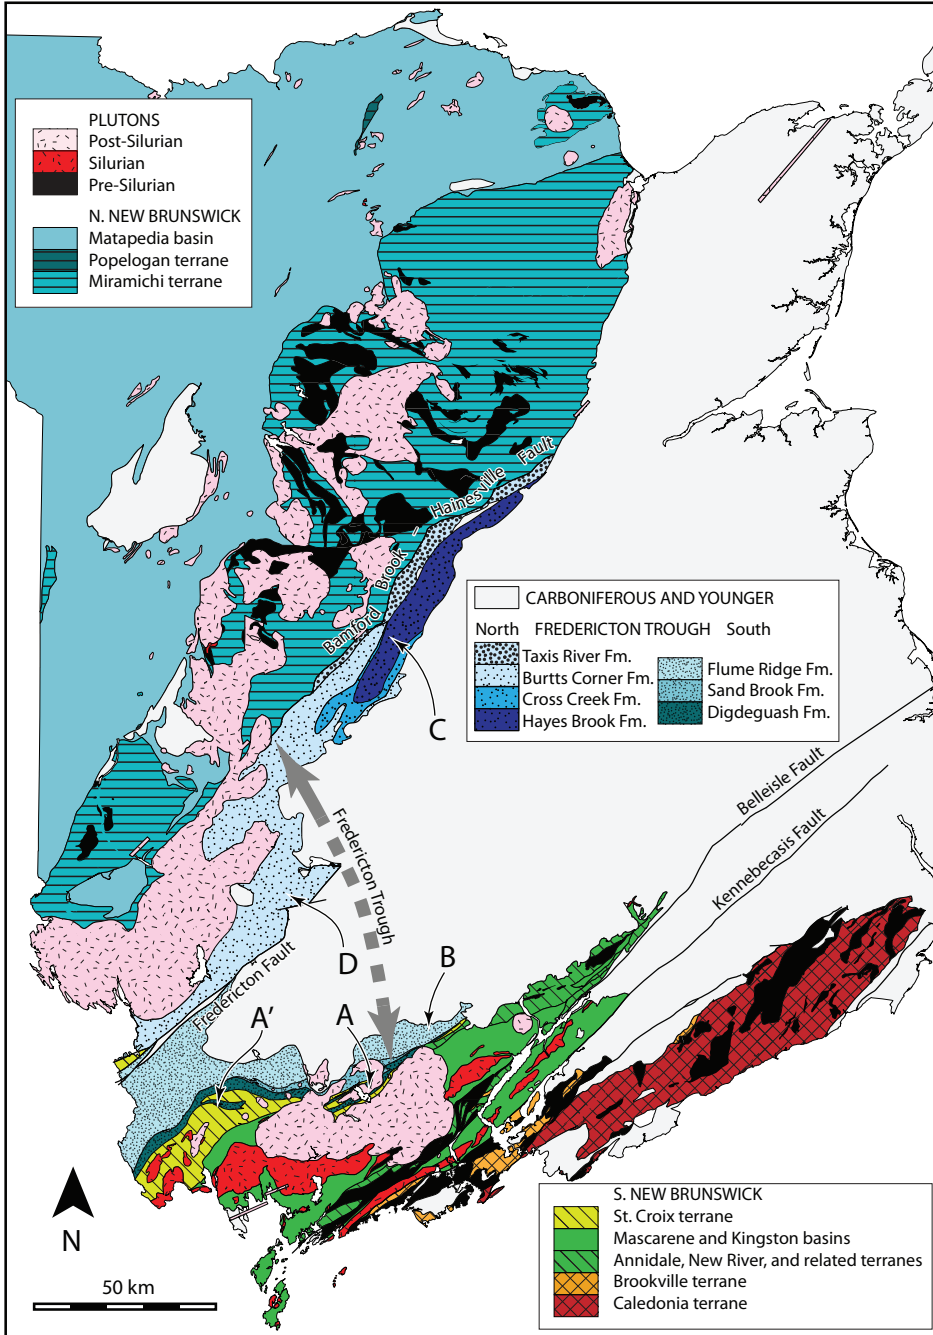 PLUTONS
Post-Silurian
Silurian
Pre-Silurian
N. NEW BRUNSWICK
Matapedia basin
Popelogan terrane
Miramichi terrane
Bamford Brook – Hainesville Fault
CARBONIFEROUS AND YOUNGER
North FREDERICTON TROUGH South
Taxis River Fm.
Burtts Corner Fm.
Cross Creek Fm.
Hayes Brook Fm.
Flume Ridge Fm.
Sand Brook Fm.
Digdeguash Fm.
C
Belleisle Fault
Kennebecasis Fault
Fredericton Trough
D
B
Fredericton Fault
A'
A
N
50 km
S. NEW BRUNSWICK
St. Croix terrane
Mascarene and Kingston basins
Annidale, New River, and related terranes
Brookville terrane
Caledonia terrane